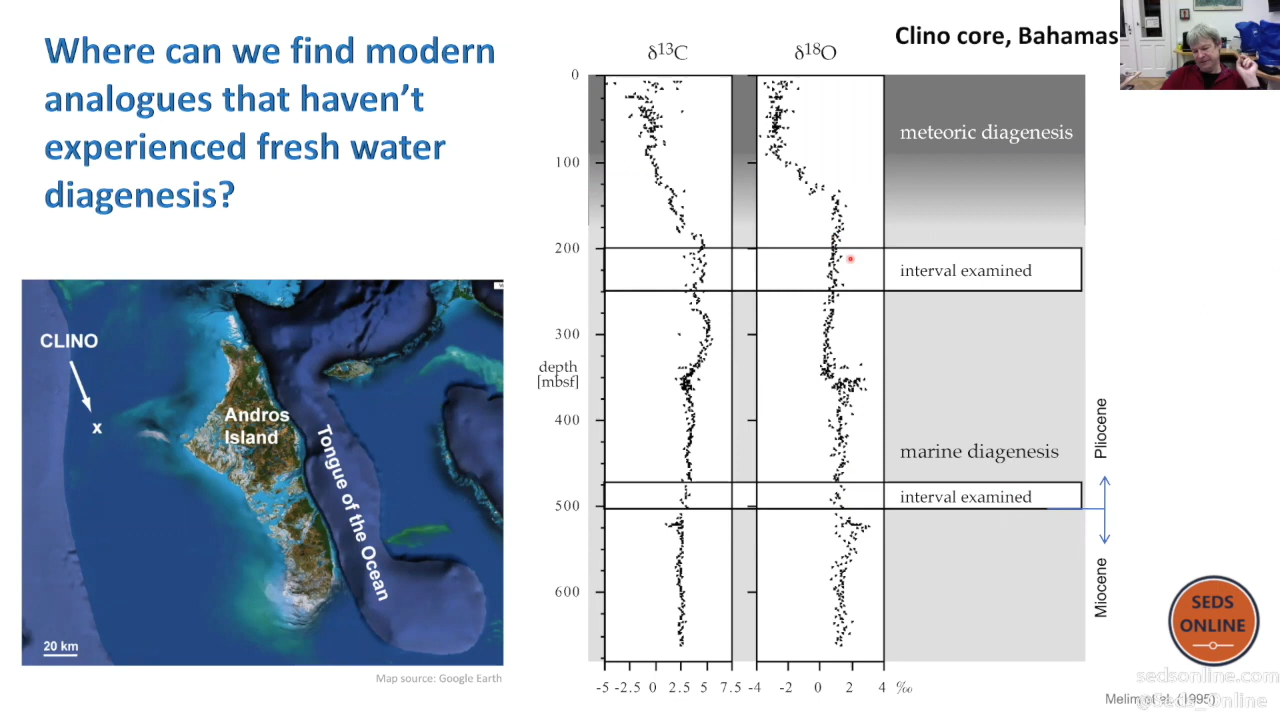 Where can we find modern
analogues that haven't
experienced fresh water
diagenesis?
Clino core, Bahamas
δ13C
δ18O
0
100
200
300
depth
[mbsf]
400
500
600
meteoric diagenesis
interval examined
marine diagenesis
interval examined
Pliocene
Miocene
-5 -2.5 0 2.5 5 7.5
-4 -2 0 2 4 ‰
CLINO
x
Andros
Island
Tongue of the Ocean
20 km
Map source: Google Earth
SEDS
ONLINE
sedsonline.com
Melim et al. (1995)
@Seds_Online